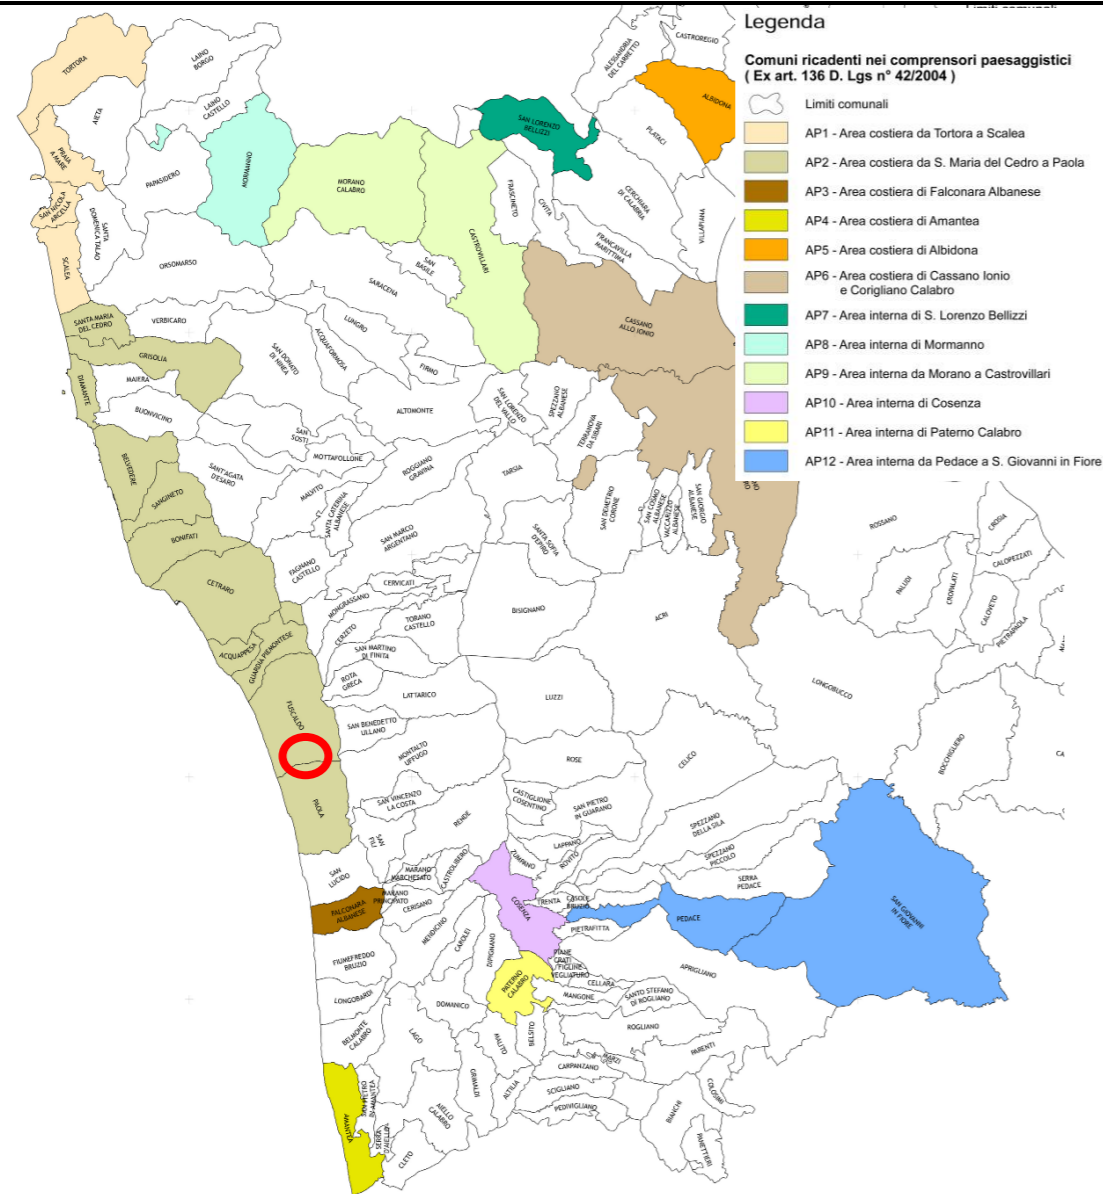 Limiti comunali
Legenda
Comuni ricadenti nei comprensori paesaggistici
( Ex art. 136 D. Lgs n° 42/2004 )
Limiti comunali
AP1 - Area costiera da Tortora a Scalea
AP2 - Area costiera da S. Maria del Cedro a Paola
AP3 - Area costiera di Falconara Albanese
AP4 - Area costiera di Amantea
AP5 - Area costiera di Albidona
AP6 - Area costiera di Cassano Ionio
e Corigliano Calabro
AP7 - Area interna di S. Lorenzo Bellizzi
AP8 - Area interna di Mormanno
AP9 - Area interna da Morano a Castrovillari
AP10 - Area interna di Cosenza
AP11 - Area interna di Paterno Calabro
AP12 - Area interna da Pedace a S. Giovanni in Fiore
TORTORA
LAINO
BORGO
LAINO
CASTELLO
AIETA
PRAIA
A MARE
PAPASIDERO
MORMANNO
MORANO
CALABRO
SAN LORENZO
BELLIZZI
ALESSANDRIA
DEL CARRETTO
CASTROREGIO
ALBIDONA
PLATACI
FRASCINETO
CIVITA
CERCHIARA
DI CALABRIA
VILLAPIANA
FRANCAVILLA
MARITTIMA
CASTROVILLARI
SAN NICOLA
ARCELLA
SANTA
DOMENICA TALAO
SCALEA
ORSOMARSO
SAN
BASILE
SARACENA
CASSANO
ALLO IONIO
SANTA MARIA
DEL CEDRO
VERBICARO
GRISOLIA
MAIERA
DIAMANTE
BUONVICINO
SAN DONATO
DI NINEA
ACQUAFORMOSA
LUNGRO
FIRMO
ALTOMONTE
SAN LORENZO
DEL VALLO
SPEZZANO
ALBANESE
TERRANOVA
DA SIBARI
SAN
SOSTI
MOTTAFOLLONE
BELVEDERE
SANGINETO
SANT'AGATA
D'ESARO
MALVITO
SANTA CATERINA
ALBANESE
ROGGIANO
GRAVINA
TARSIA
SAN DEMETRIO
CORONE
SAN COSMO
ALBANESE
VACCARIZZO
ALBANESE
SAN GIORGIO
ALBANESE
ROSSANO
CROSIA
CALOPEZZATI
PALUDI
CROPALATI
CALOVETO
PIETRAPAOLA
BONIFATI
CETRARO
FAGNANO
CASTELLO
SAN MARCO
ARGENTANO
SANTA SOFIA
D'EPIRO
CERVICATI
MONGRASSANO
CERZETO
TORANO
CASTELLO
BISIGNANO
ACRI
ACQUAPPESA
GUARDIA PIEMONTESE
SAN MARTINO
DI FINITA
ROTA
GRECA
LATTARICO
LUZZI
LONGOBUCCO
FUSCALDO
SAN BENEDETTO
ULLANO
MONTALTO
UFFUGO
ROSE
CELICO
BOCCHIGLIERO
CA
PAOLA
SAN VINCENZO
LA COSTA
SAN
FILI
RENDE
CASTIGLIONE
COSENTINO
SAN PIETRO
IN GUARANO
LAPPANO
ROVITO
ZUMPANO
SPEZZANO
DELLA SILA
SPEZZANO
PICCOLO
SERRA
PEDACE
SAN
LUCIDO
MARANO
MARCHESATO
CASTROLIBERO
MARANO
PRINCIPATO
CERISANO
COSENZA
TRENTA
CASOLE
BRUZIO
PEDACE
SAN GIOVANNI
IN FIORE
FALCONARA
ALBANESE
MENDICINO
CAROLEI
DIPIGNANO
PIETRAFITTA
PIANE
CRATI
FIGLINE
VEGLIATURO
APRIGLIANO
FIUMEFREDDO
BRUZIO
PATERNO
CALABRO
CELLARA
MANGONE
SANTO STEFANO
DI ROGLIANO
LONGOBARDI
DOMANICO
ROGLIANO
BELMONTE
CALABRO
LAGO
MALITO
BELSITO
MARZI
PARENTI
CARPANZANO
AMANTEA
SAN PIETRO
IN AMANTEA
GRIMALDI
ALTILIA
SCIGLIANO
PEDIVIGLIANO
BIANCHI
COLOSIMI
PANETTIERI
SERRA
D'AIELLO
AIELLO
CALABRO
CLETO